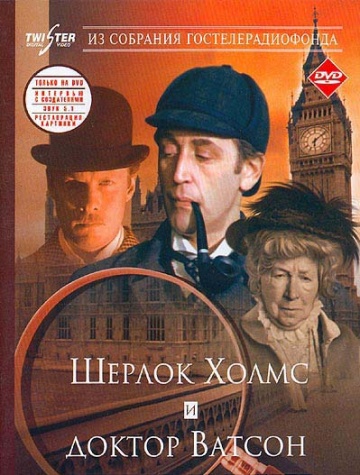 TWISTER
DIGITAL VIDEO
ИЗ СОБРАНИЯ ГОСТЕЛЕРАДИОФОНДА
ТОЛЬКО НА DVD
ИНТЕРВЬЮ
С СОЗДАТЕЛЯМИ
ЗВУК 5.1
РЕСТАВРАЦИЯ
КАРТИНКИ
DVD
ШЕРЛОК ХОЛМС
И
ДОКТОР ВАТСОН